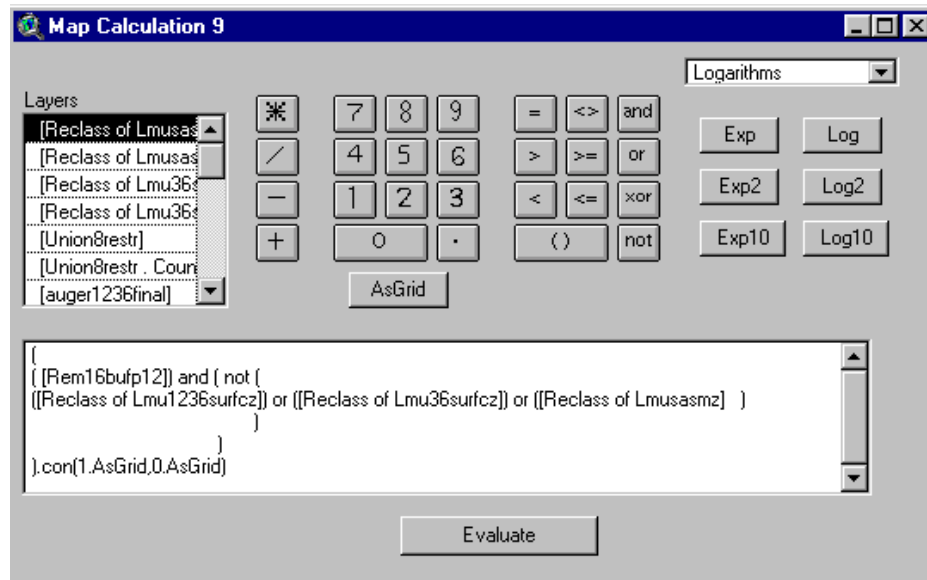 Map Calculation 9
Logarithms
Layers
[Reclass of Lmusas
[Reclass of Lmusas
[Reclass of Lmu36s
[Reclass of Lmu36s
[Union8restr]
[Union8restr . Coun
[auger1236final]
* 7 8 9 = <> and
/ 4 5 6 > >= or
- 1 2 3 < <= xor
+ 0 . ( ) not
AsGrid
Exp Log
Exp2 Log2
Exp10 Log10
(
( [Rem16bufp12]) and ( not (
([Reclass of Lmu1236surfcz]) or ([Reclass of Lmu36surfcz]) or ([Reclass of Lmusasmz] )
)
)
).con(1.AsGrid,0.AsGrid)
Evaluate